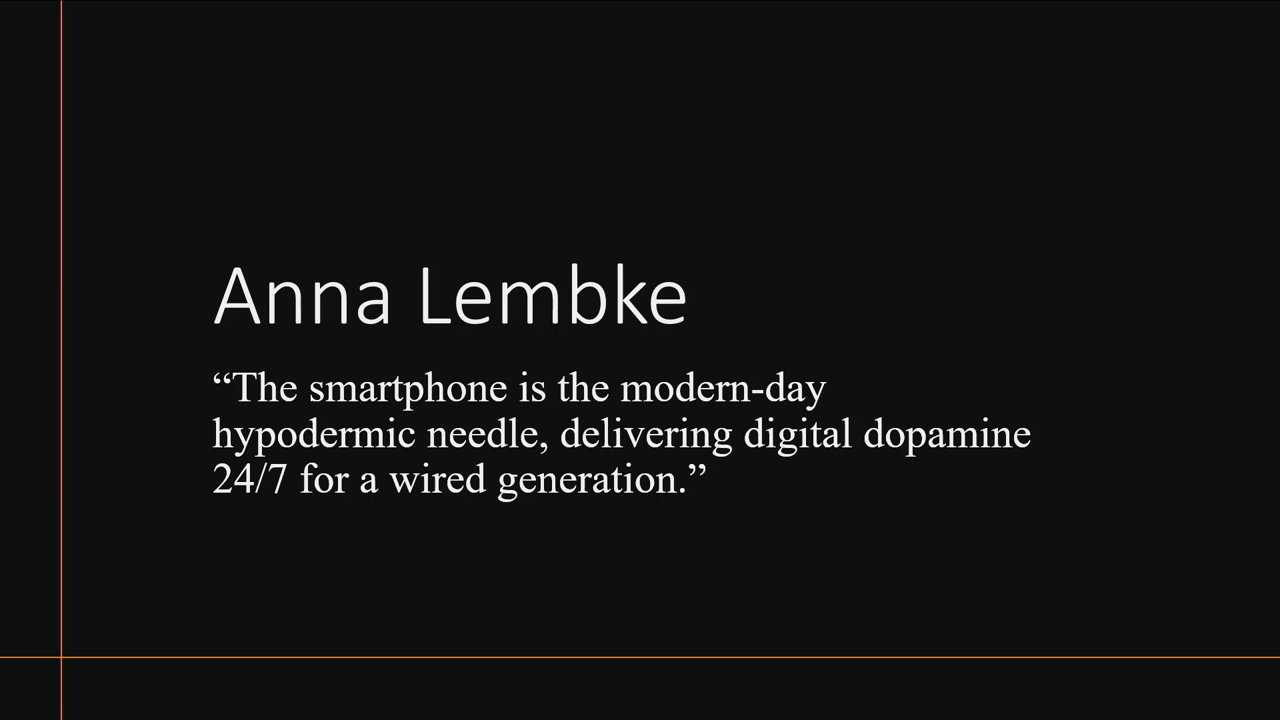 Anna Lembke
“The smartphone is the modern-day
hypodermic needle, delivering digital dopamine
24/7 for a wired generation.”